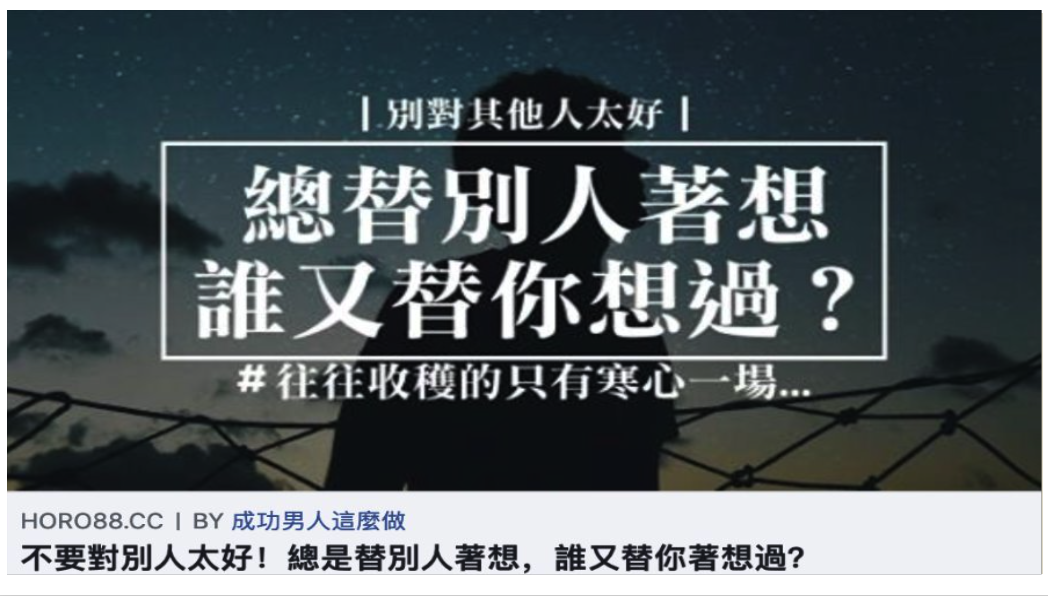 | 別對其他人太好 |
總替別人著想
誰又替你想過？
#往往收穫的只有寒心一場...
HORO88.CC | BY 成功男人這麼做
不要對別人太好！總是替別人著想，誰又替你著想過?